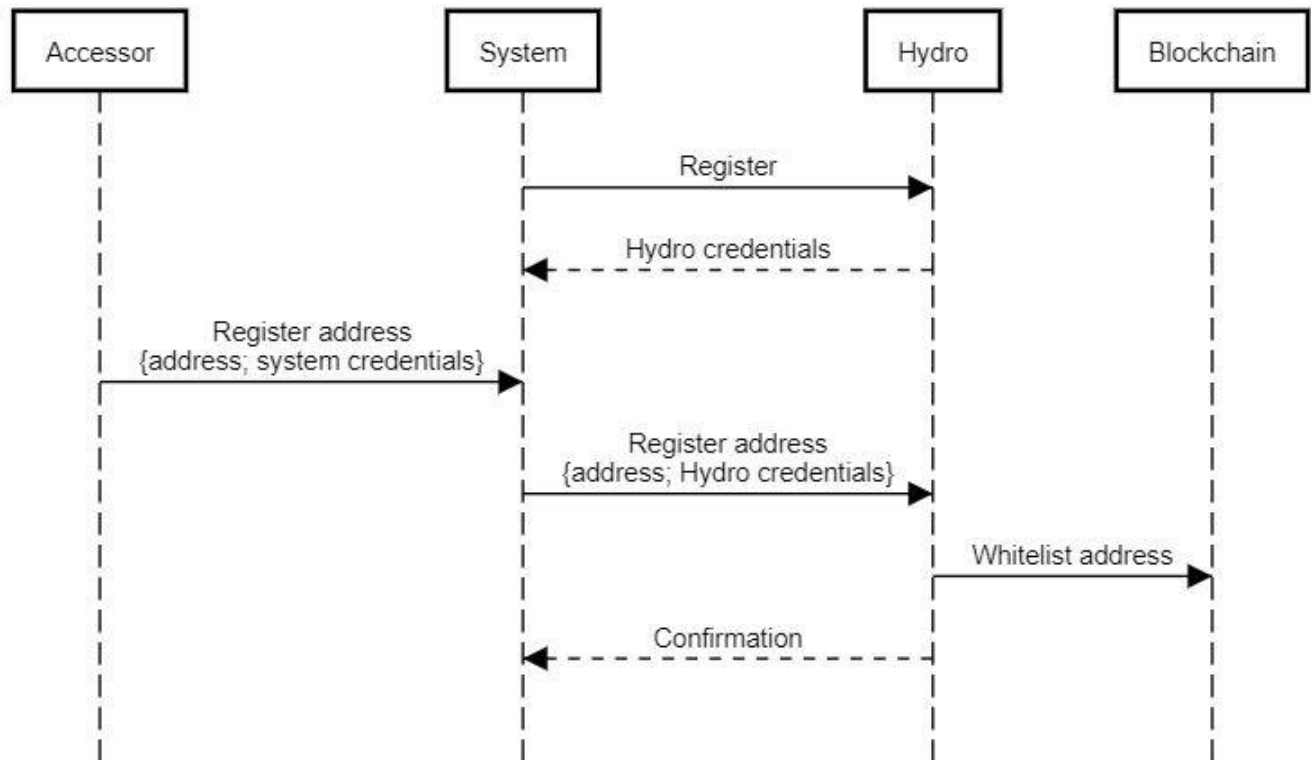 Accessor
System
Hydro
Blockchain
Register
Hydro credentials
Register address
{address; system credentials}
Register address
{address; Hydro credentials}
Whitelist address
Confirmation